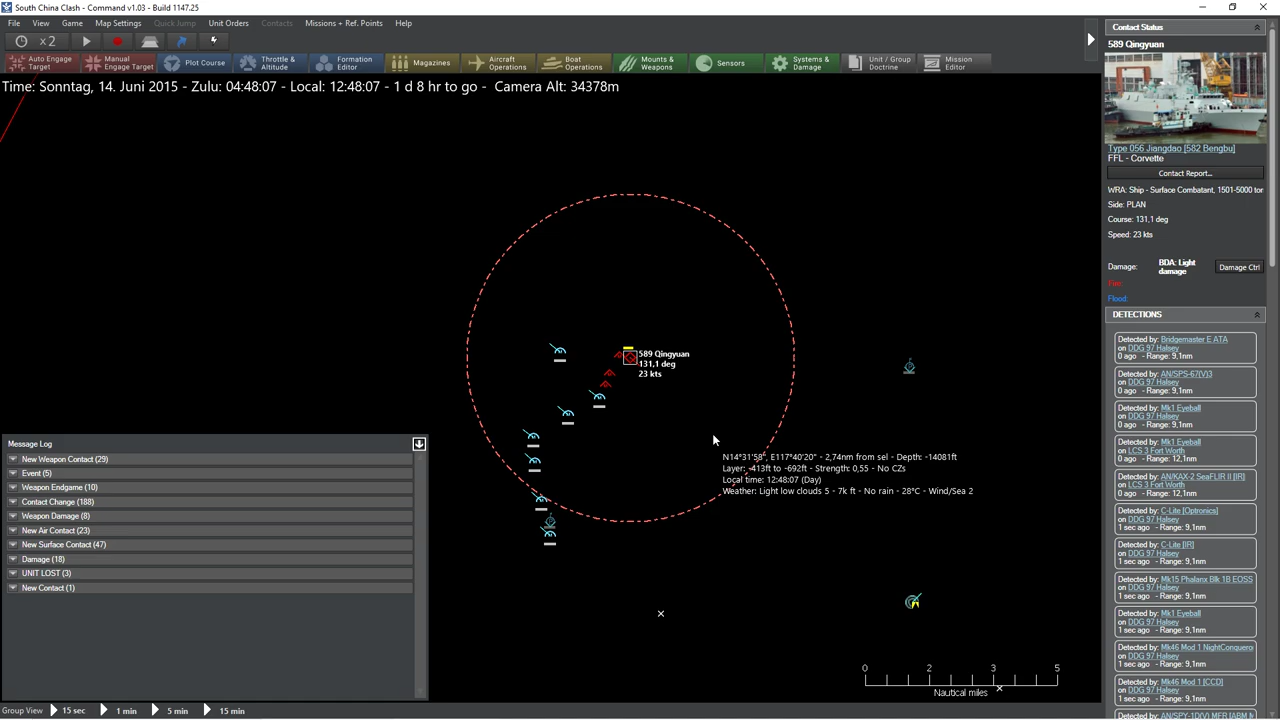 South China Clash - Command v1.03 - Build 1147.25
File View Game Map Settings Quick Jump Unit Orders Contacts Missions + Ref. Points Help
x 2
Auto Engage Target
Manual Engage Target
Plot Course
Throttle & Altitude
Formation Editor
Magazines
Aircraft Operations
Boat Operations
Mounts & Weapons
Sensors
Systems & Damage
Unit / Group Doctrine
Mission Editor
Time: Sonntag, 14. Juni 2015 - Zulu: 04:48:07 - Local: 12:48:07 - 1 d 8 hr to go - Camera Alt: 34378m
589 Qingyuan
131,1 deg
23 kts
N14°31'58", E117°40'20" - 2,74nm from sel - Depth: -14081ft
Layer: -413ft to -692ft - Strength: 0,55 - No CZs
Local time: 12:48:07 (Day)
Weather: Light low clouds 5 - 7k ft - No rain - 28°C - Wind/Sea 2
Message Log
New Weapon Contact (29)
Event (5)
Weapon Endgame (10)
Contact Change (188)
Weapon Damage (8)
New Air Contact (23)
New Surface Contact (47)
Damage (18)
UNIT LOST (3)
New Contact (1)
0 2 3 5
Nautical miles
Group View 15 sec 1 min 5 min 15 min
Contact Status
589 Qingyuan
Type 056 Jiangdao [582 Bengbu]
FFL - Corvette
Contact Report...
WRA: Ship - Surface Combatant, 1501-5000 ton
Side: PLAN
Course: 131,1 deg
Speed: 23 kts
Damage: BDA: Light damage Damage Ctrl
Fire:
Flood:
DETECTIONS
Detected by: Bridgemaster E ATA
on DDG 97 Halsey
0 ago - Range: 9,1nm
Detected by: AN/SPS-67(V)3
on DDG 97 Halsey
0 ago - Range: 9,1nm
Detected by: Mk1 Eyeball
on DDG 97 Halsey
0 ago - Range: 9,1nm
Detected by: Mk1 Eyeball
on LCS 3 Fort Worth
0 ago - Range: 12,1nm
Detected by: AN/KAX-2 SeaFLIR II [IR]
on LCS 3 Fort Worth
0 ago - Range: 12,1nm
Detected by: C-Lite [Optronics]
on DDG 97 Halsey
1 sec ago - Range: 9,1nm
Detected by: C-Lite [IR]
on DDG 97 Halsey
1 sec ago - Range: 9,1nm
Detected by: Mk15 Phalanx Blk 1B EOSS
on DDG 97 Halsey
1 sec ago - Range: 9,1nm
Detected by: Mk1 Eyeball
on DDG 97 Halsey
1 sec ago - Range: 9,1nm
Detected by: Mk46 Mod 1 NightConquero
on DDG 97 Halsey
1 sec ago - Range: 9,1nm
Detected by: Mk46 Mod 1 [CCD]
on DDG 97 Halsey
1 sec ago - Range: 9,1nm
Detected by: AN/SPY-1D(V) MFR [ABM M